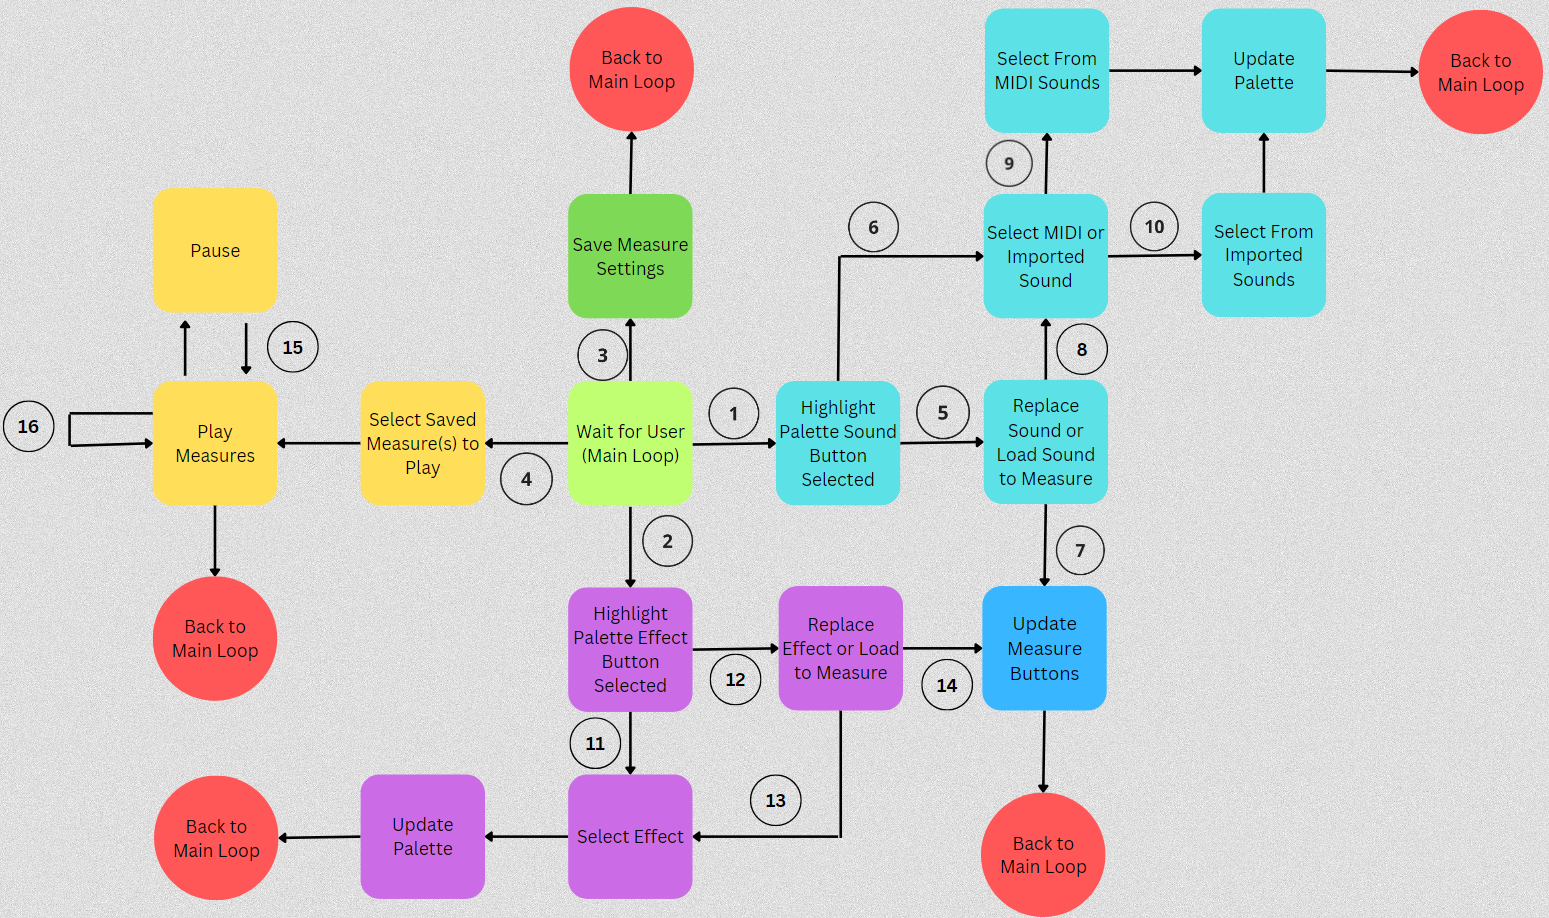 Back to
Main Loop
Select From
MIDI Sounds
Update
Palette
Back to
Main Loop
9
Pause
Save Measure
Settings
6
Select MIDI or
Imported
Sound
10
Select From
Imported
Sounds
15
3
8
16
Play
Measures
Select Saved
Measure(s) to
Play
4
Wait for User
(Main Loop)
1
Highlight
Palette Sound
Button
Selected
5
Replace
Sound or
Load Sound
to Measure
2
7
Back to
Main Loop
Highlight
Palette Effect
Button
Selected
12
Replace
Effect or Load
to Measure
14
Update
Measure
Buttons
11
13
Back to
Main Loop
Update
Palette
Select Effect
Back to
Main Loop